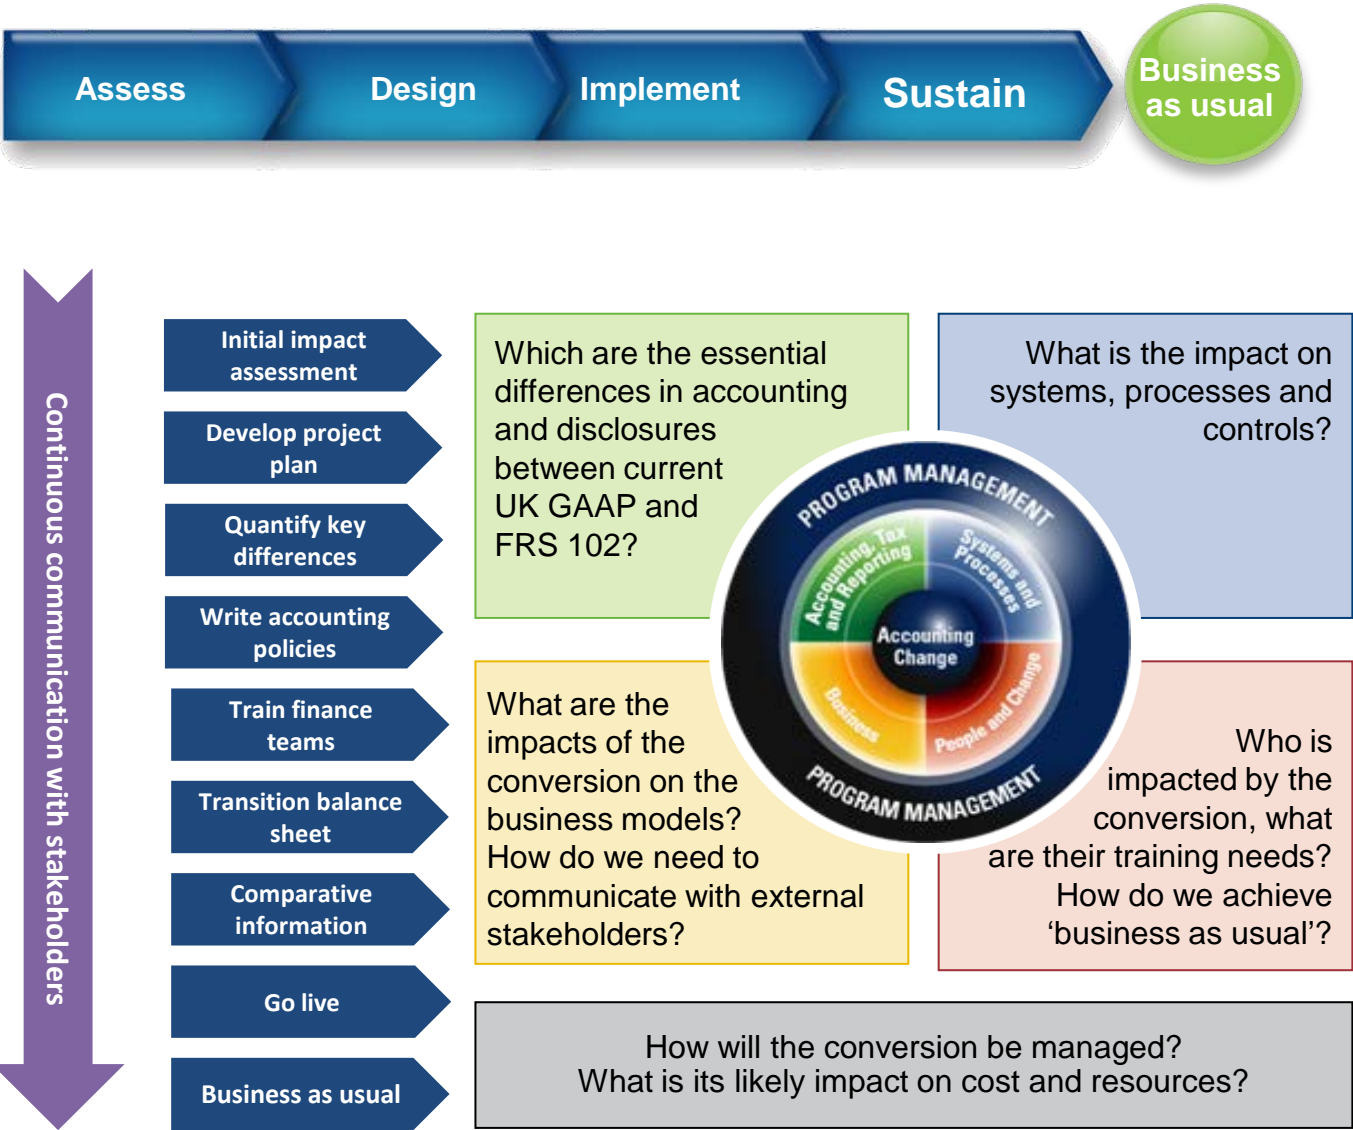 Assess
Design
Implement
Sustain
Business
as usual
Continuous communication with stakeholders
Initial impact
assessment
Develop project
plan
Quantify key
differences
Write accounting
policies
Train finance
teams
Transition balance
sheet
Comparative
information
Go live
Business as usual
Which are the essential
differences in accounting
and disclosures
between current
UK GAAP and
FRS 102?
What is the impact on
systems, processes and
controls?
PROGRAM MANAGEMENT
Accounting, Tax
and Reporting
Systems and
Processes
Accounting
Change
Business
People and Change
PROGRAM MANAGEMENT
What are the
impacts of the
conversion on the
business models?
How do we need to
communicate with external
stakeholders?
Who is
impacted by the
conversion, what
are their training needs?
How do we achieve
‘business as usual’?
How will the conversion be managed?
What is its likely impact on cost and resources?